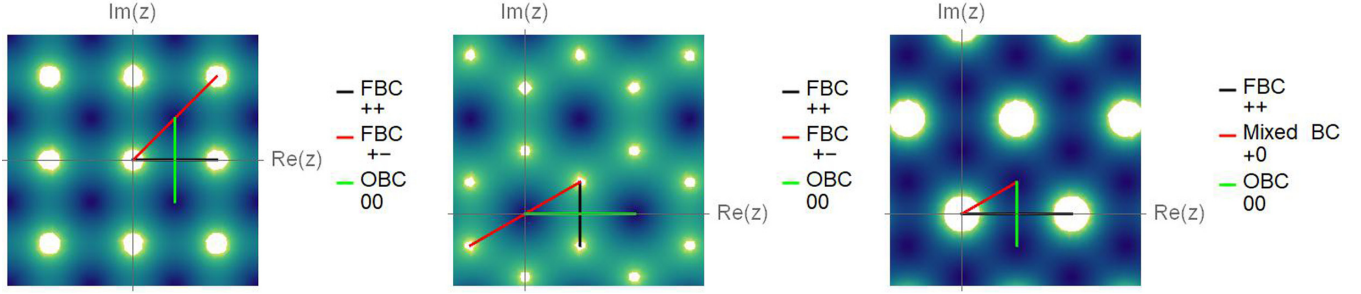 Im(z)
Re(z)
FBC
++
FBC
+−
OBC
00
Im(z)
Re(z)
FBC
++
FBC
+−
OBC
00
Im(z)
Re(z)
FBC
++
Mixed BC
+0
OBC
00